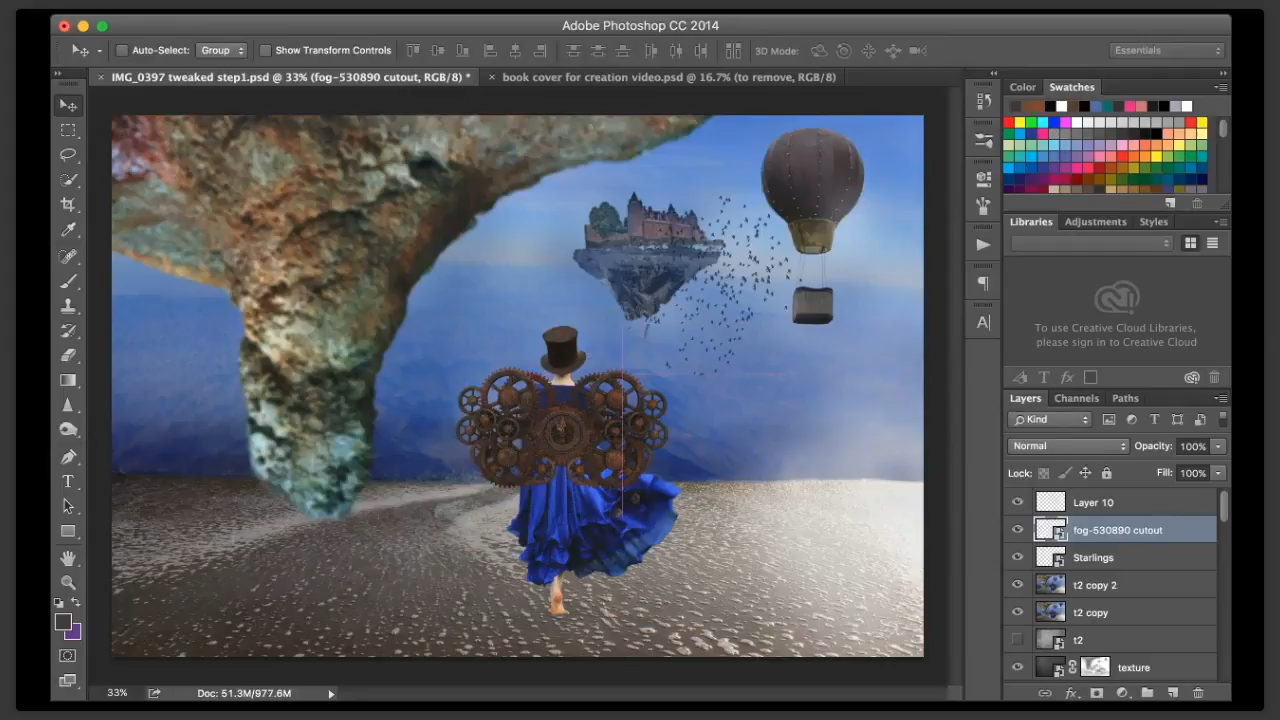 Adobe Photoshop CC 2014
Auto-Select: Group Show Transform Controls 3D Mode: Essentials
IMG_0397 tweaked step1.psd @ 33% (fog-530890 cutout, RGB/8) * book cover for creation video.psd @ 16.7% (to remove, RGB/8)
Color Swatches
Libraries Adjustments Styles
To use Creative Cloud Libraries,
please sign in to Creative Cloud
Layers Channels Paths
Kind
Normal Opacity: 100%
Lock: Fill: 100%
Layer 10
fog-530890 cutout
Starlings
t2 copy 2
t2 copy
t2
texture
33% Doc: 51.3M/977.6M